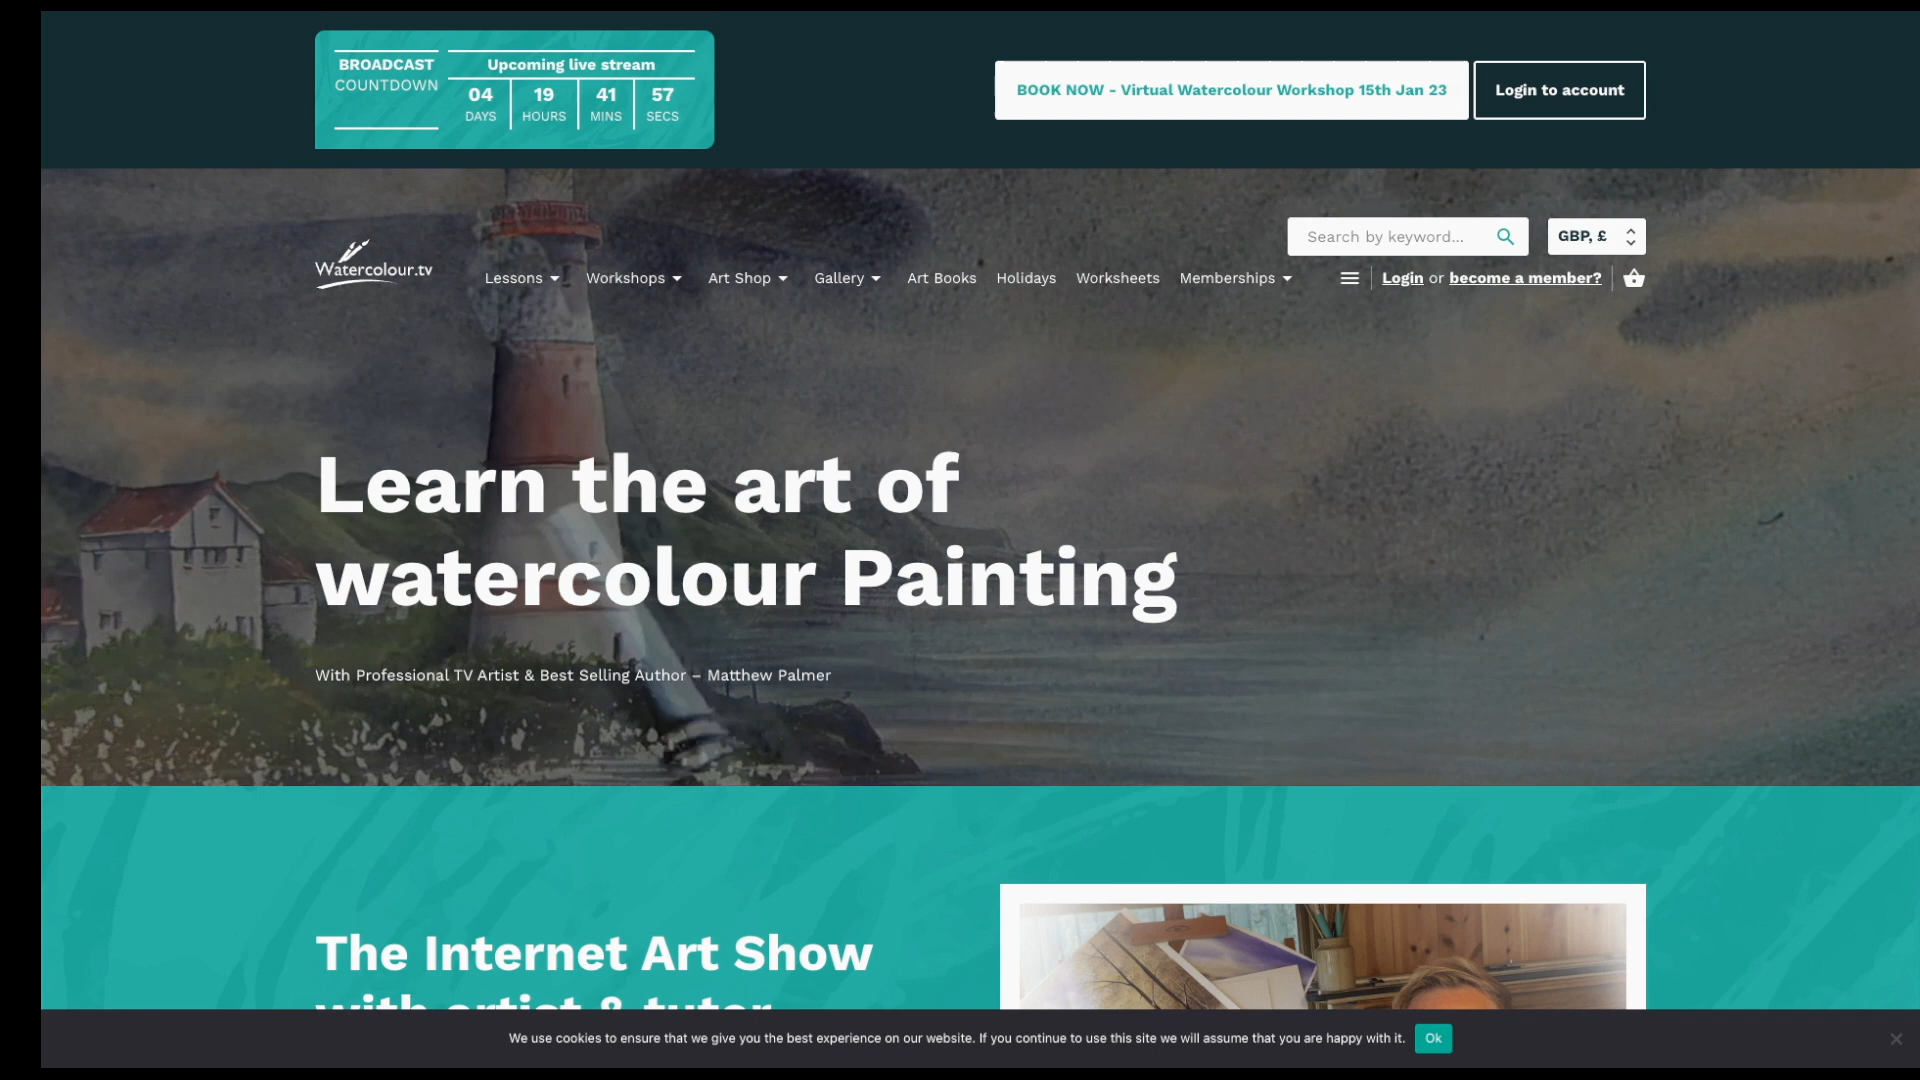 BROADCAST
COUNTDOWN
Upcoming live stream
04 19 41 57
DAYS HOURS MINS SECS
BOOK NOW - Virtual Watercolour Workshop 15th Jan 23
Login to account
Search by keyword...
GBP, £
Watercolour.tv
Lessons Workshops Art Shop Gallery Art Books Holidays Worksheets Memberships
Login or become a member?
Learn the art of
watercolour Painting
With Professional TV Artist & Best Selling Author – Matthew Palmer
The Internet Art Show
with artist & tutor
We use cookies to ensure that we give you the best experience on our website. If you continue to use this site we will assume that you are happy with it. Ok